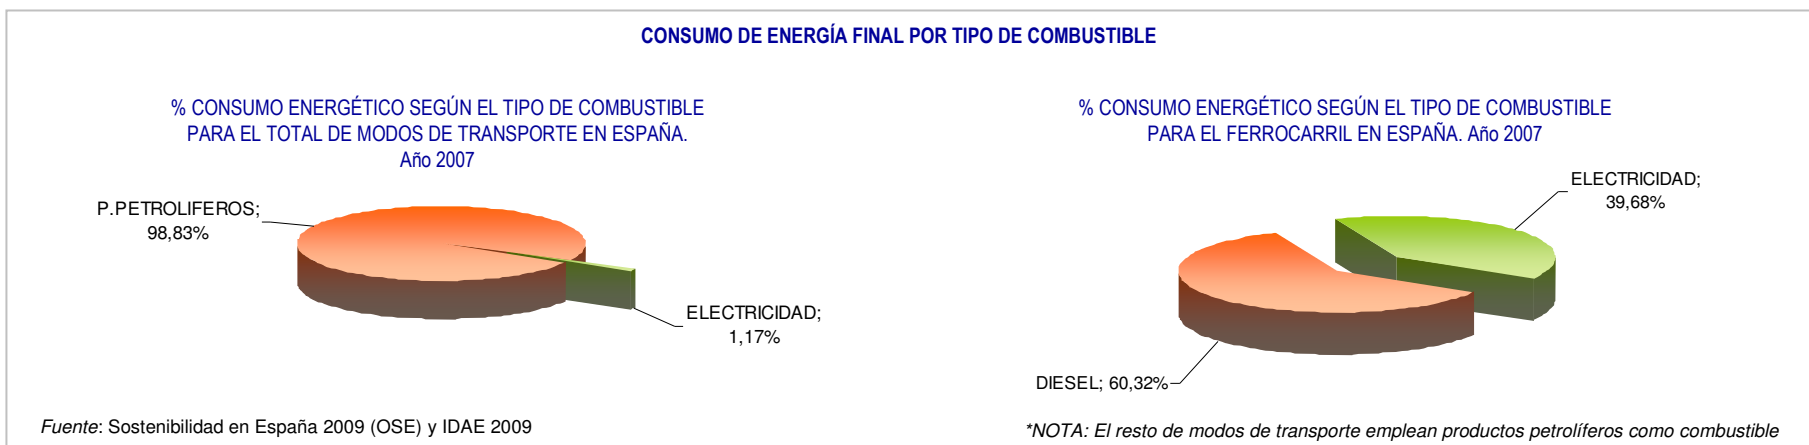 CONSUMO DE ENERGÍA FINAL POR TIPO DE COMBUSTIBLE
% CONSUMO ENERGÉTICO SEGÚN EL TIPO DE COMBUSTIBLE
PARA EL TOTAL DE MODOS DE TRANSPORTE EN ESPAÑA.
Año 2007
P.PETROLIFEROS;
98,83%
ELECTRICIDAD;
1,17%
Fuente: Sostenibilidad en España 2009 (OSE) y IDAE 2009
% CONSUMO ENERGÉTICO SEGÚN EL TIPO DE COMBUSTIBLE
PARA EL FERROCARRIL EN ESPAÑA. Año 2007
ELECTRICIDAD;
39,68%
DIESEL; 60,32%
*NOTA: El resto de modos de transporte emplean productos petrolíferos como combustible